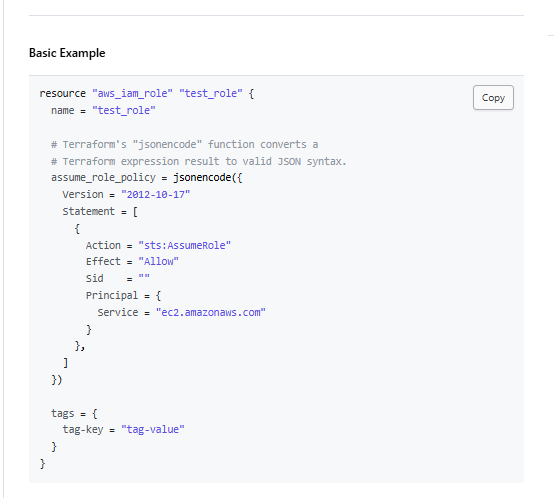 Basic Example
Copy
resource "aws_iam_role" "test_role" {
  name = "test_role"

  # Terraform's "jsonencode" function converts a
  # Terraform expression result to valid JSON syntax.
  assume_role_policy = jsonencode({
    Version = "2012-10-17"
    Statement = [
      {
        Action = "sts:AssumeRole"
        Effect = "Allow"
        Sid    = ""
        Principal = {
          Service = "ec2.amazonaws.com"
        }
      },
    ]
  })

  tags = {
    tag-key = "tag-value"
  }
}